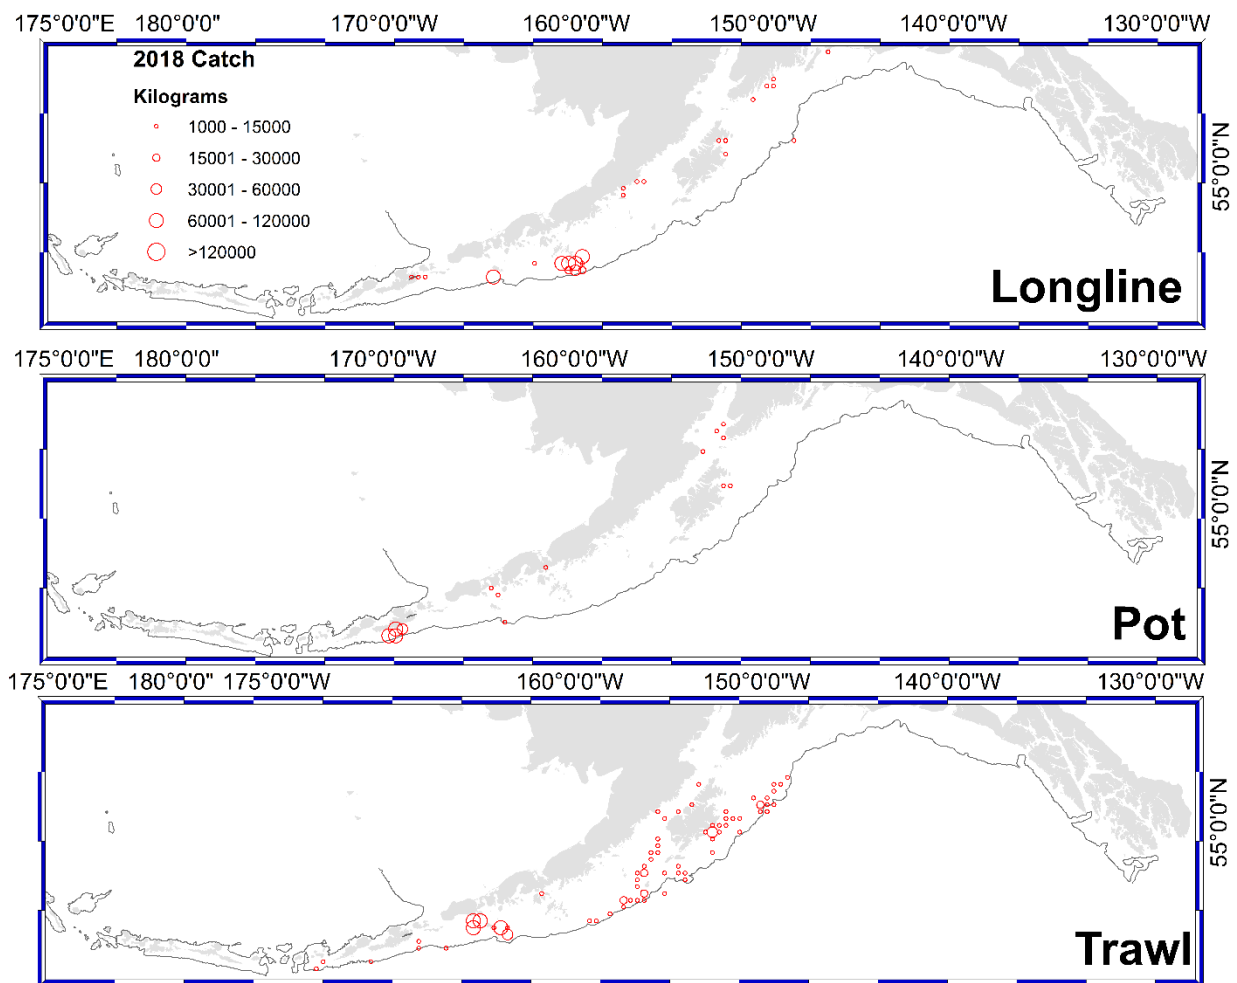 175°0'0"E 180°0'0" 170°0'0"W 160°0'0"W 150°0'0"W 140°0'0"W 130°0'0"W
2018 Catch
Kilograms
1000 - 15000
15001 - 30000
30001 - 60000
60001 - 120000
>120000
55°0'0"N
Longline
175°0'0"E 180°0'0" 170°0'0"W 160°0'0"W 150°0'0"W 140°0'0"W 130°0'0"W
55°0'0"N
Pot
175°0'0"E 180°0'0" 175°0'0"W 160°0'0"W 150°0'0"W 140°0'0"W 130°0'0"W
55°0'0"N
Trawl